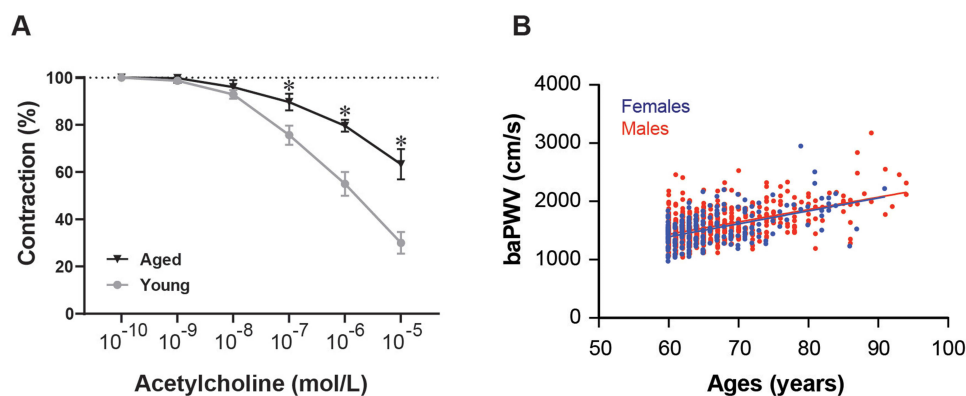 A
Contraction (%)
100
80
60
40
20
0
* * *
Aged
Young
10-10 10-9 10-8 10-7 10-6 10-5
Acetylcholine (mol/L)
B
baPWV (cm/s)
4000
3000
2000
1000
0
Females
Males
50 60 70 80 90 100
Ages (years)